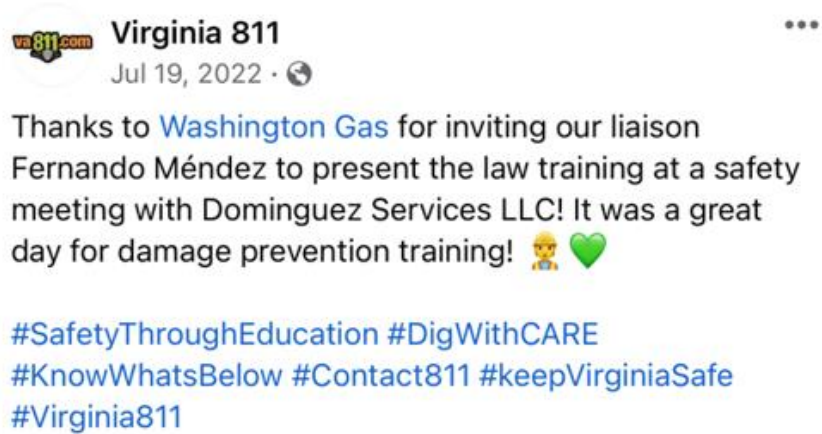 va811.com
Virginia 811
Jul 19, 2022 ·
Thanks to Washington Gas for inviting our liaison
Fernando Méndez to present the law training at a safety
meeting with Dominguez Services LLC! It was a great
day for damage prevention training! 👷💚
#SafetyThroughEducation #DigWithCARE
#KnowWhatsBelow #Contact811 #keepVirginiaSafe
#Virginia811